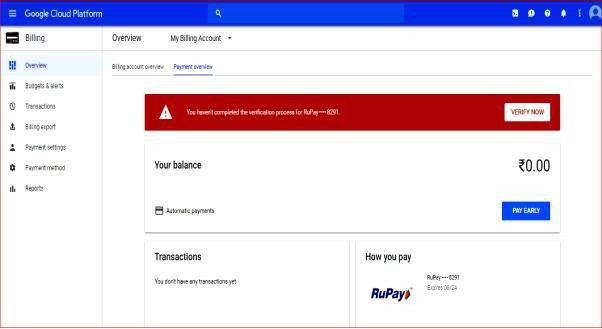 Google Cloud Platform
Billing
Overview
My Billing Account
Overview
Budgets & alerts
Transactions
Billing export
Payment settings
Payment method
Reports
Billing account overview
Payment overview
You haven't completed the verification process for RuPay •••• 8291.
VERIFY NOW
Your balance
₹0.00
Automatic payments
PAY EARLY
Transactions
You don't have any transactions yet
How you pay
RuPay
RuPay •••• 8291
Expires 08/24